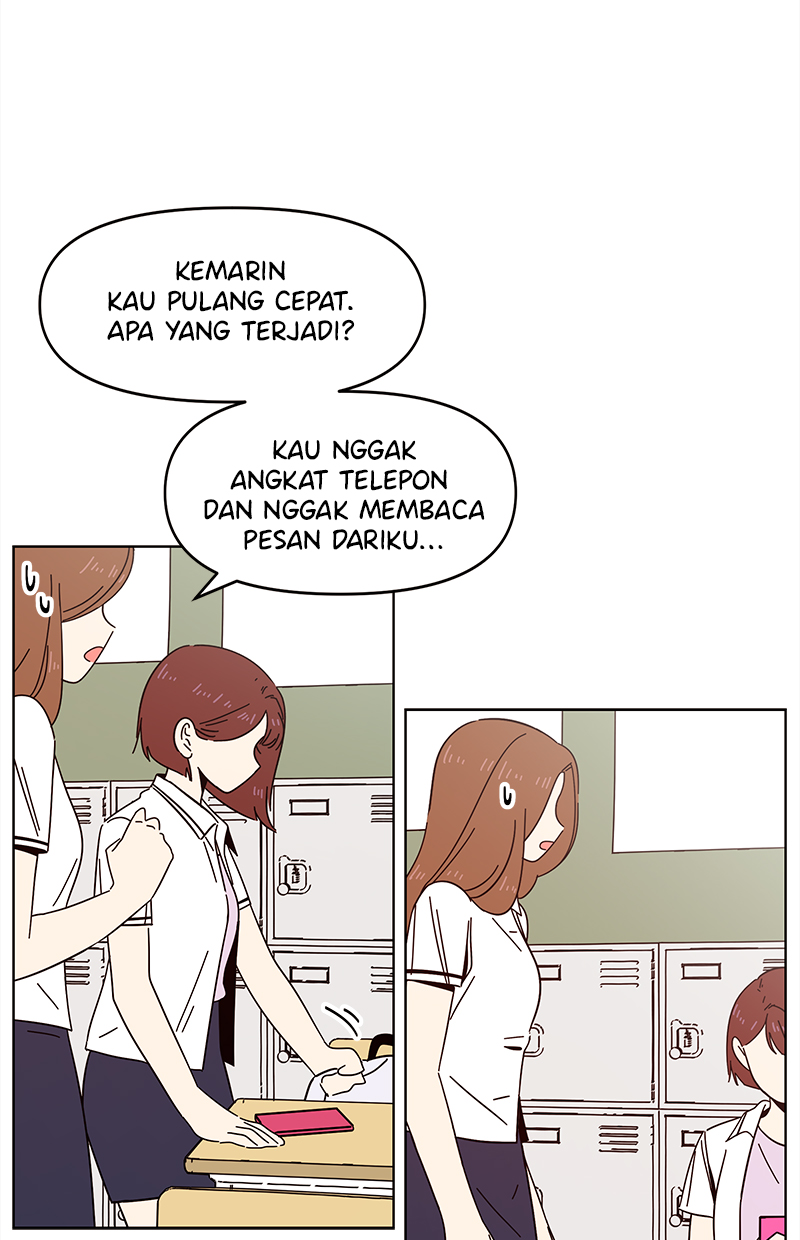 KEMARIN
KAU PULANG CEPAT.
APA YANG TERJADI?
KAU NGGAK
ANGKAT TELEPON
DAN NGGAK MEMBACA
PESAN DARIKU...